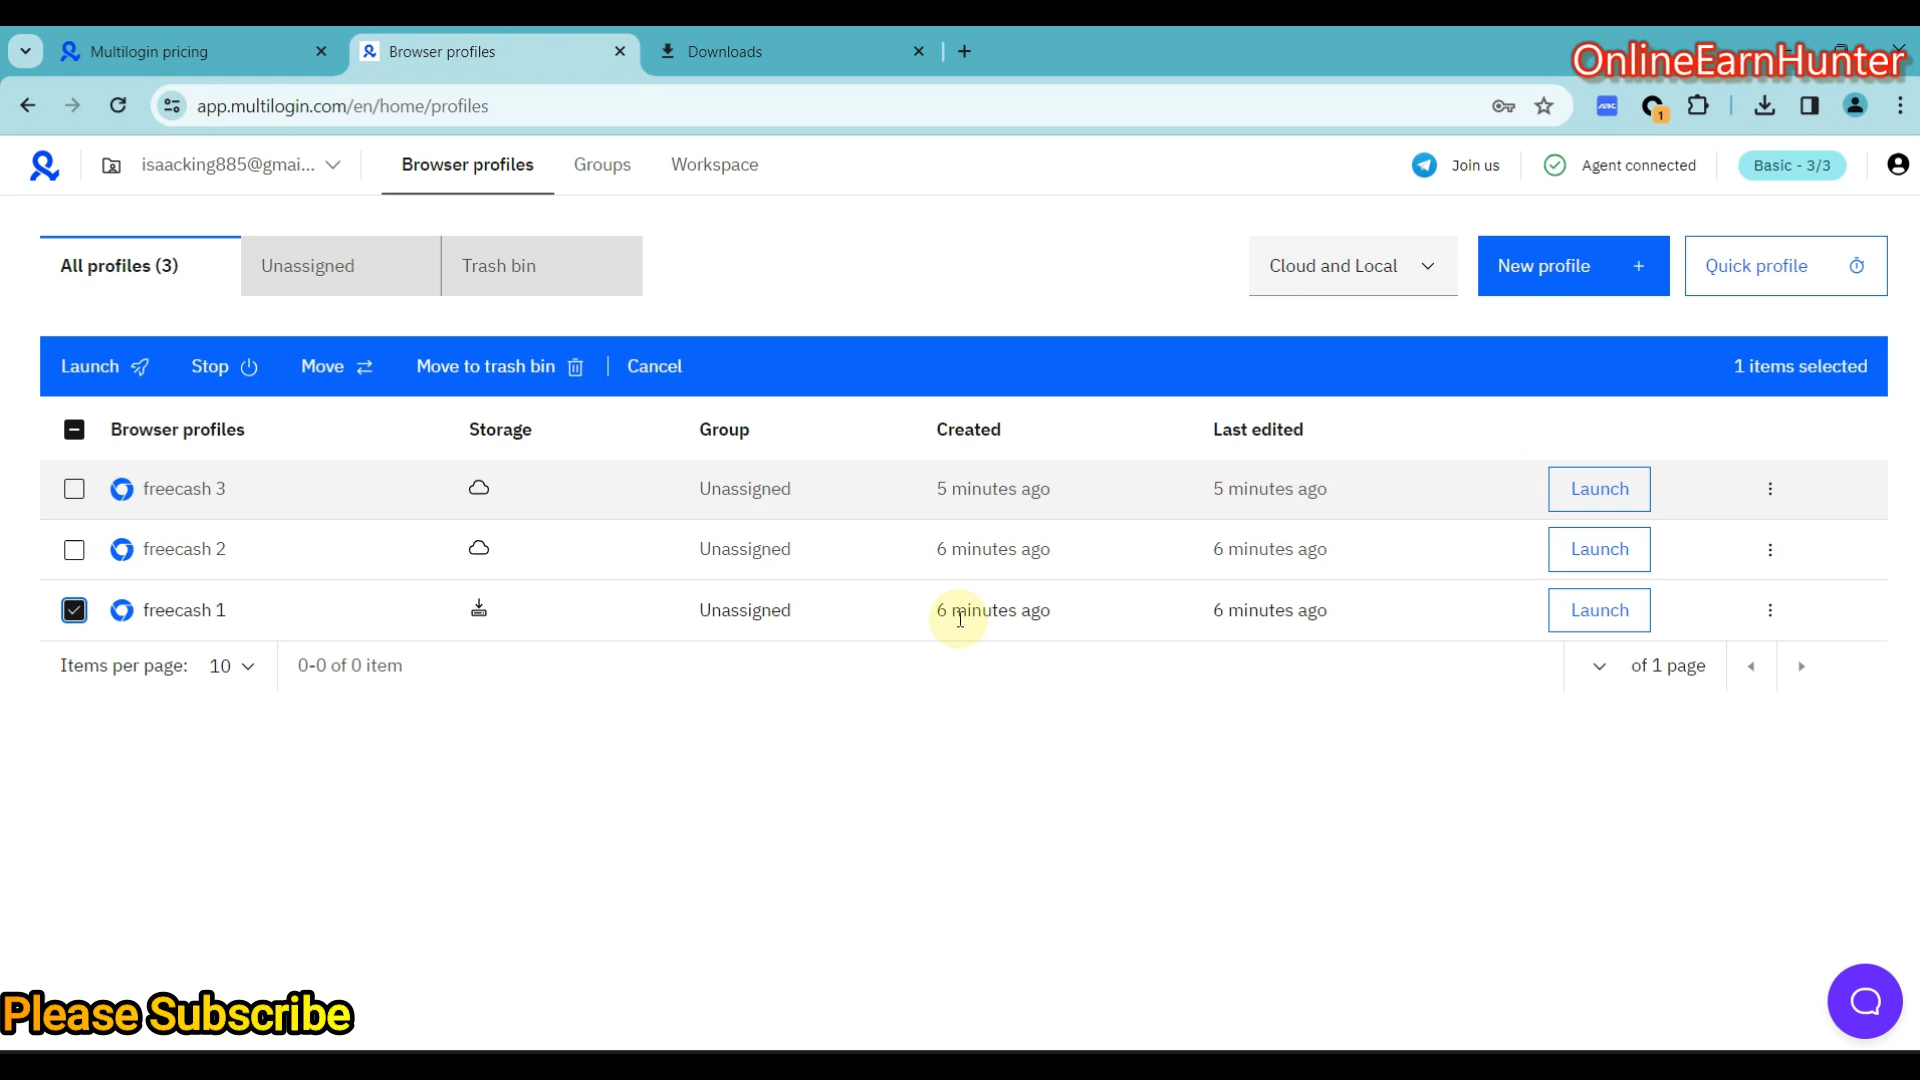 Multilogin pricing
Browser profiles
Downloads
OnlineEarnHunter
app.multilogin.com/en/home/profiles
ABC
1
isaacking885@gmai...
Browser profiles
Groups
Workspace
Join us
Agent connected
Basic - 3/3
All profiles (3)
Unassigned
Trash bin
Cloud and Local
New profile +
Quick profile
Launch
Stop
Move
Move to trash bin
Cancel
1 items selected
Browser profiles Storage Group Created Last edited
freecash 3 Unassigned 5 minutes ago 5 minutes ago Launch
freecash 2 Unassigned 6 minutes ago 6 minutes ago Launch
freecash 1 Unassigned 6 minutes ago 6 minutes ago Launch
Items per page: 10 0-0 of 0 item of 1 page
Please Subscribe